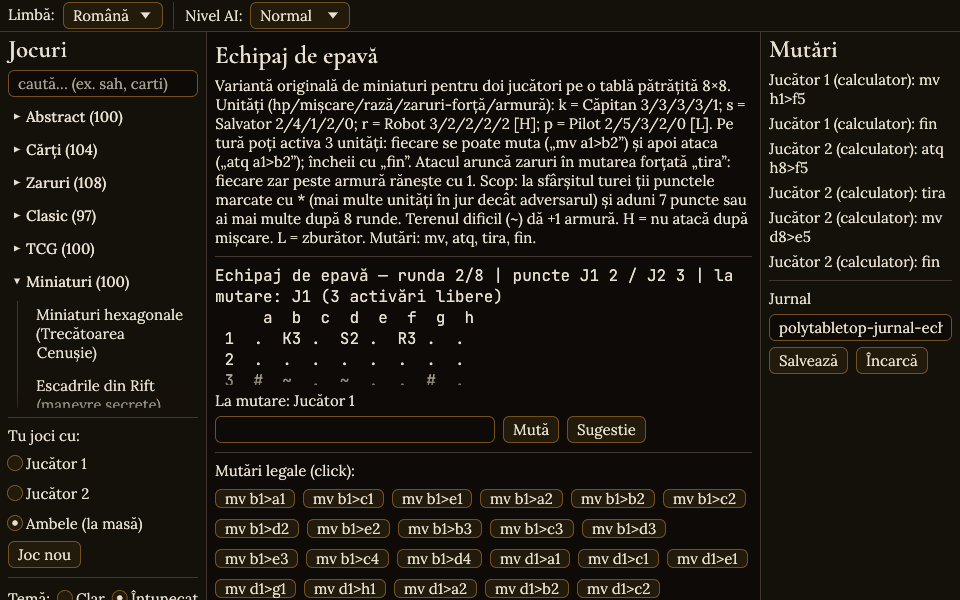 Limbă: Română ▼ Nivel AI: Normal ▼
Jocuri
caută... (ex. sah, carti)
▸ Abstract (100)
▸ Cărți (104)
▸ Zaruri (108)
▸ Clasic (97)
▸ TCG (100)
▾ Miniaturi (100)
Miniaturi hexagonale
(Trecătoarea
Cenușie)
Escadrile din Rift
(manevre secrete)
Tu joci cu:
Jucător 1
Jucător 2
Ambele (la masă)
Joc nou
Temă: Clar Întunecat
Echipaj de epavă
Variantă originală de miniaturi pentru doi jucători pe o tablă pătrățită 8×8.
Unități (hp/mișcare/rază/zaruri-forță/armură): k = Căpitan 3/3/3/3/1; s =
Salvator 2/4/1/2/0; r = Robot 3/2/2/2/2 [H]; p = Pilot 2/5/3/2/0 [L]. Pe
tură poți activa 3 unități: fiecare se poate muta („mv a1>b2”) și apoi ataca
(„atq a1>b2”); închei cu „fin”. Atacul aruncă zaruri în mutarea forțată „tira”:
fiecare zar peste armură rănește cu 1. Scop: la sfârșitul turei ții punctele
marcate cu * (mai multe unități în jur decât adversarul) și aduni 7 puncte sau
ai mai multe după 8 runde. Terenul dificil (~) dă +1 armură. H = nu atacă după
mișcare. L = zburător. Mutări: mv, atq, tira, fin.
Echipaj de epavă — runda 2/8 | puncte J1 2 / J2 3 | la
mutare: J1 (3 activări libere)
a b c d e f g h
1 . K3 . S2 . R3 . .
2 . . . . . . . .
3 # ~ . ~ . . # .
La mutare: Jucător 1
Mută Sugestie
Mutări legale (click):
mv b1>a1 mv b1>c1 mv b1>e1 mv b1>a2 mv b1>b2 mv b1>c2
mv b1>d2 mv b1>e2 mv b1>b3 mv b1>c3 mv b1>d3
mv b1>e3 mv b1>c4 mv b1>d4 mv d1>a1 mv d1>c1 mv d1>e1
mv d1>g1 mv d1>h1 mv d1>a2 mv d1>b2 mv d1>c2
Mutări
Jucător 1 (calculator): mv
h1>f5
Jucător 1 (calculator): fin
Jucător 2 (calculator): atq
h8>f5
Jucător 2 (calculator): tira
Jucător 2 (calculator): mv
d8>e5
Jucător 2 (calculator): fin
Jurnal
polytabletop-jurnal-ech
Salvează Încarcă